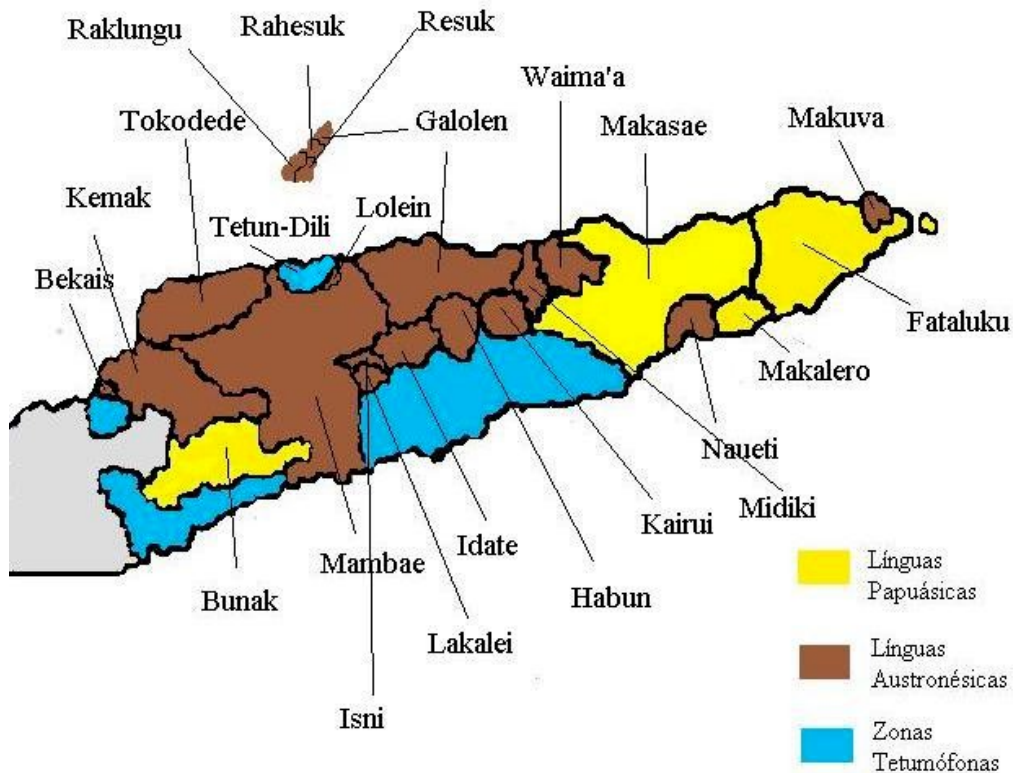 Raklungu
Rahesuk
Resuk
Tokodede
Galolen
Waima'a
Makasae
Makuva
Kemak
Tetun-Dili
Lolein
Bekais
Fataluku
Makalero
Naueti
Midiki
Kairui
Idate
Habun
Mambae
Bunak
Lakalei
Isni
Línguas
Papuásicas
Línguas
Austronésicas
Zonas
Tetumófonas